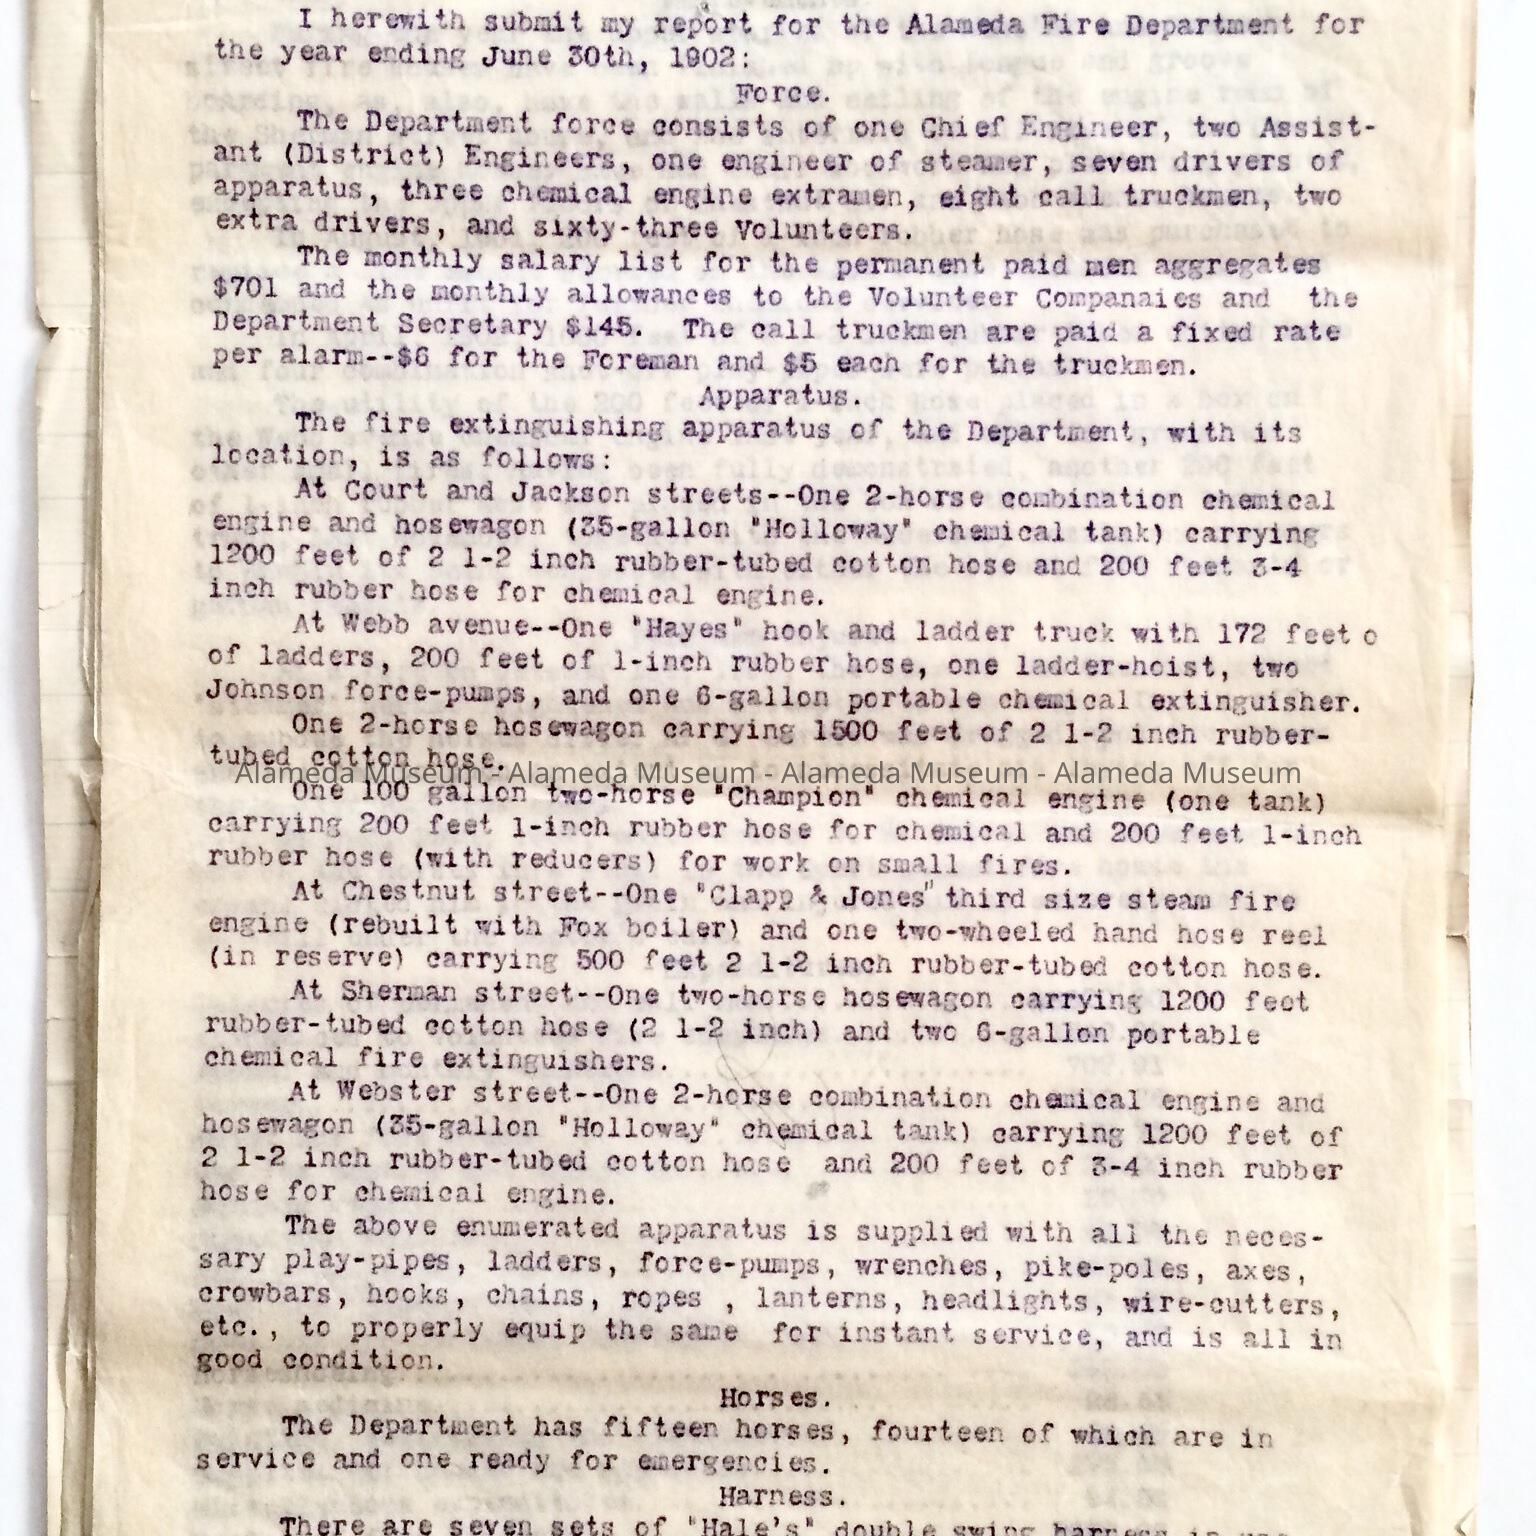 I herewith submit my report for the Alameda Fire Department for
the year ending June 30th, 1902:
Force.
The Department force consists of one Chief Engineer, two Assist-
ant (District) Engineers, one engineer of steamer, seven drivers of
apparatus, three chemical engine extramen, eight call truckmen, two
extra drivers, and sixty-three Volunteers.
The monthly salary list for the permanent paid men aggregates
$701 and the monthly allowances to the Volunteer Companaies and the
Department Secretary $145. The call truckmen are paid a fixed rate
per alarm--$6 for the Foreman and $5 each for the truckmen.
Apparatus.
The fire extinguishing apparatus of the Department, with its
location, is as follows:
At Court and Jackson streets--One 2-horse combination chemical
engine and hosewagon (35-gallon "Holloway" chemical tank) carrying
1200 feet of 2 1-2 inch rubber-tubed cotton hose and 200 feet 3-4
inch rubber hose for chemical engine.
At Webb avenue--One "Hayes" hook and ladder truck with 172 feet o
of ladders, 200 feet of 1-inch rubber hose, one ladder-hoist, two
Johnson force-pumps, and one 6-gallon portable chemical extinguisher.
One 2-horse hosewagon carrying 1500 feet of 2 1-2 inch rubber-
tubed cotton hose.
Alameda Museum - Alameda Museum - Alameda Museum - Alameda Museum
One 100 gallon two-horse "Champion" chemical engine (one tank)
carrying 200 feet 1-inch rubber hose for chemical and 200 feet 1-inch
rubber hose (with reducers) for work on small fires.
At Chestnut street--One "Clapp & Jones" third size steam fire
engine (rebuilt with Fox boiler) and one two-wheeled hand hose reel
(in reserve) carrying 500 feet 2 1-2 inch rubber-tubed cotton hose.
At Sherman street--One two-horse hosewagon carrying 1200 feet
rubber-tubed cotton hose (2 1-2 inch) and two 6-gallon portable
chemical fire extinguishers.
At Webster street--One 2-horse combination chemical engine and
hosewagon (35-gallon "Holloway" chemical tank) carrying 1200 feet of
2 1-2 inch rubber-tubed cotton hose and 200 feet of 3-4 inch rubber
hose for chemical engine.
The above enumerated apparatus is supplied with all the neces-
sary play-pipes, ladders, force-pumps, wrenches, pike-poles, axes,
crowbars, hooks, chains, ropes , lanterns, headlights, wire-cutters,
etc., to properly equip the same for instant service, and is all in
good condition.
Horses.
The Department has fifteen horses, fourteen of which are in
service and one ready for emergencies.
Harness.
There are seven sets of "Hale's" double swing harness in use